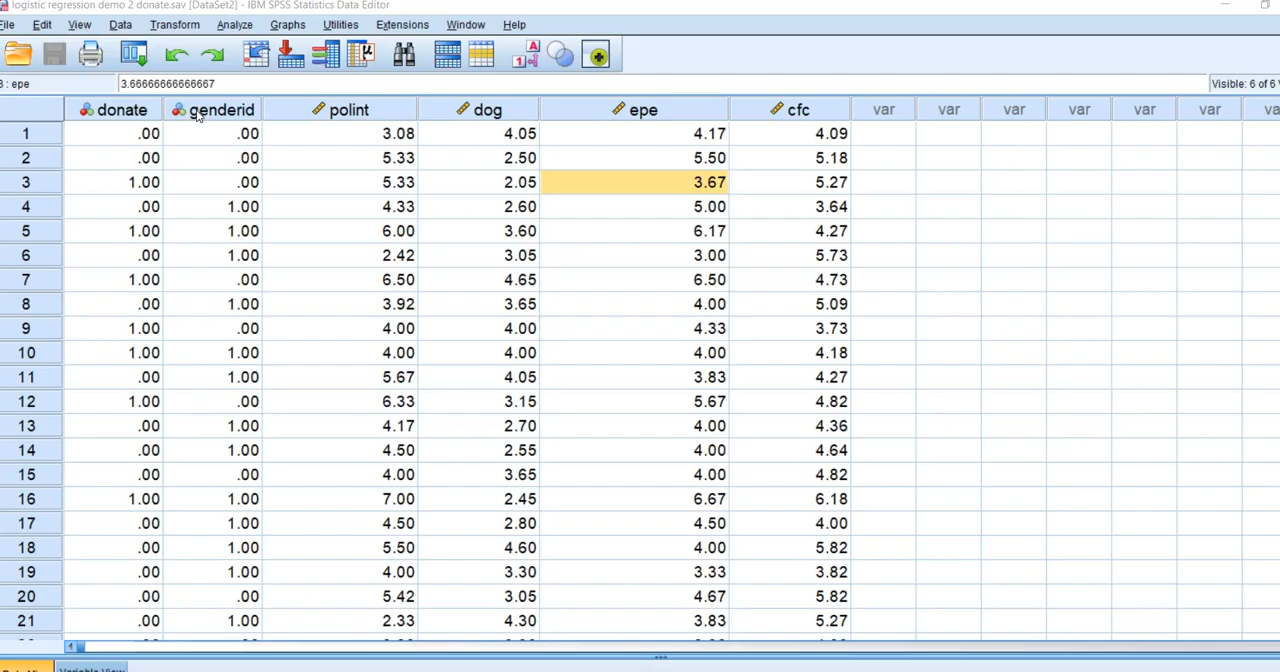 logistic regression demo 2 donate.sav [DataSet2] - IBM SPSS Statistics Data Editor
File Edit View Data Transform Analyze Graphs Utilities Extensions Window Help
3 : epe 3.66666666666667 Visible: 6 of 6
donate genderid polint dog epe cfc var var var var var var
1 .00 .00 3.08 4.05 4.17 4.09
2 .00 .00 5.33 2.50 5.50 5.18
3 1.00 .00 5.33 2.05 3.67 5.27
4 .00 1.00 4.33 2.60 5.00 3.64
5 1.00 1.00 6.00 3.60 6.17 4.27
6 .00 1.00 2.42 3.05 3.00 5.73
7 1.00 .00 6.50 4.65 6.50 4.73
8 .00 1.00 3.92 3.65 4.00 5.09
9 1.00 .00 4.00 4.00 4.33 3.73
10 1.00 1.00 4.00 4.00 4.00 4.18
11 .00 1.00 5.67 4.05 3.83 4.27
12 1.00 .00 6.33 3.15 5.67 4.82
13 .00 1.00 4.17 2.70 4.00 4.36
14 .00 1.00 4.50 2.55 4.00 4.64
15 .00 .00 4.00 3.65 4.00 4.82
16 1.00 1.00 7.00 2.45 6.67 6.18
17 .00 1.00 4.50 2.80 4.50 4.00
18 .00 1.00 5.50 4.60 4.00 5.82
19 .00 1.00 4.00 3.30 3.33 3.82
20 .00 .00 5.42 3.05 4.67 5.82
21 .00 1.00 2.33 4.30 3.83 5.27
Data View Variable View